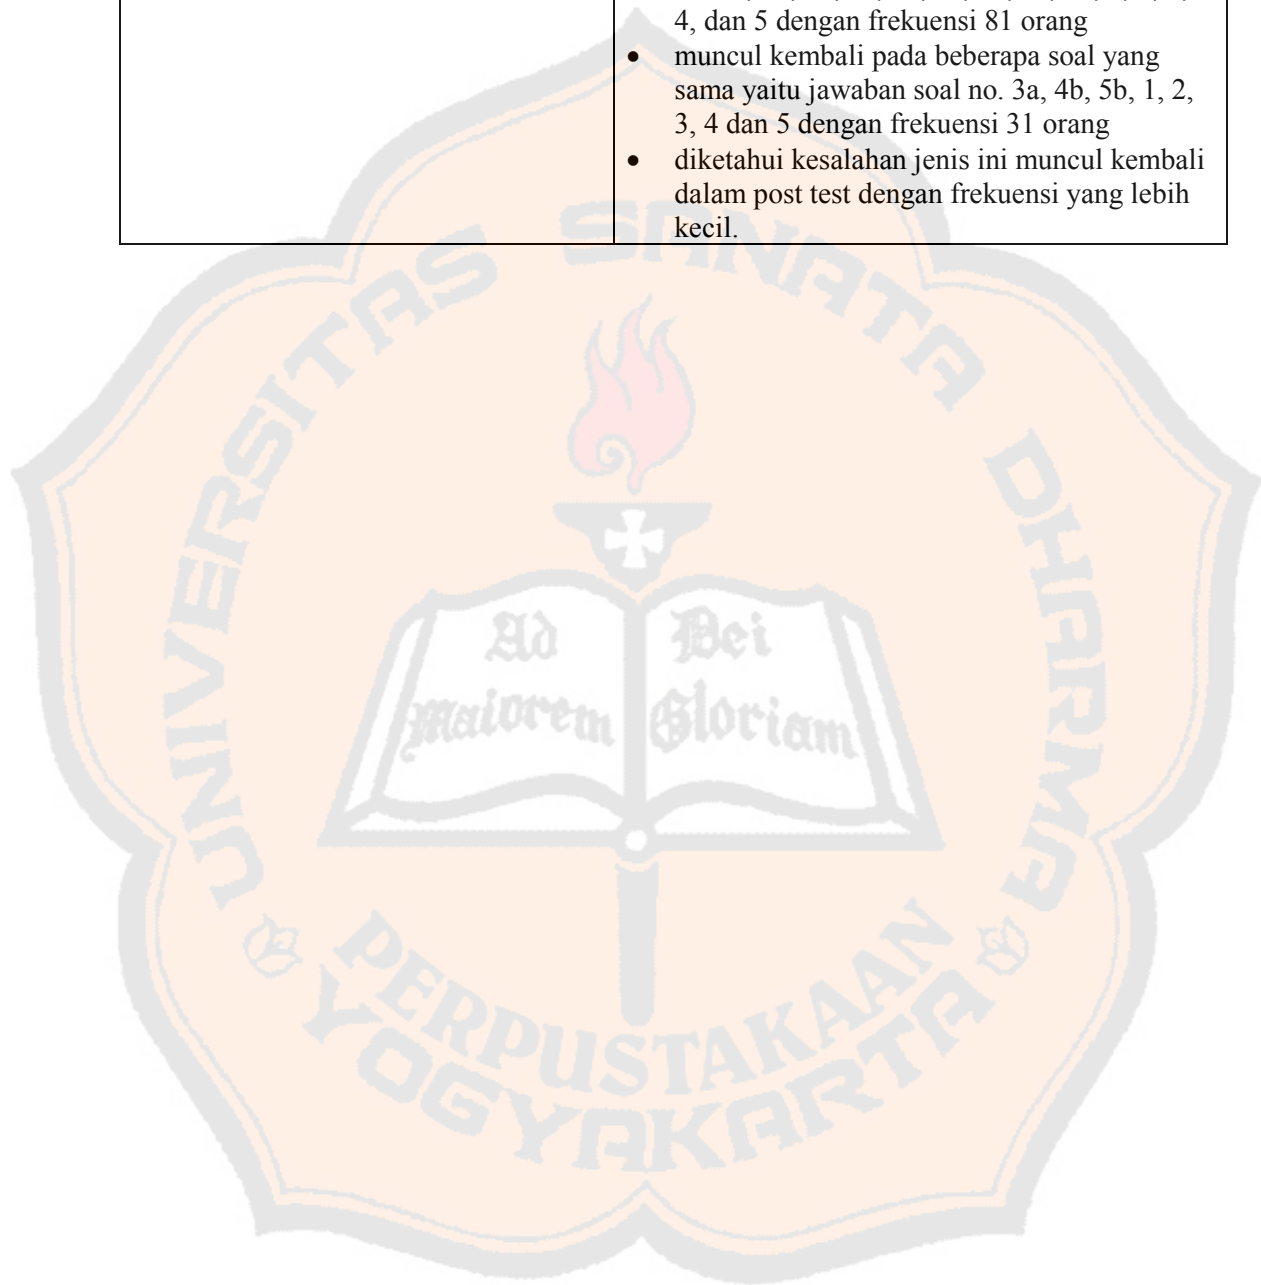 4, dan 5 dengan frekuensi 81 orang
• muncul kembali pada beberapa soal yang
sama yaitu jawaban soal no. 3a, 4b, 5b, 1, 2,
3, 4 dan 5 dengan frekuensi 31 orang
• diketahui kesalahan jenis ini muncul kembali
dalam post test dengan frekuensi yang lebih
kecil.
UNIVERSITAS SANATA DHARMA
Ad Dei
Maiorem Gloriam
PERPUSTAKAAN
YOGYAKARTA